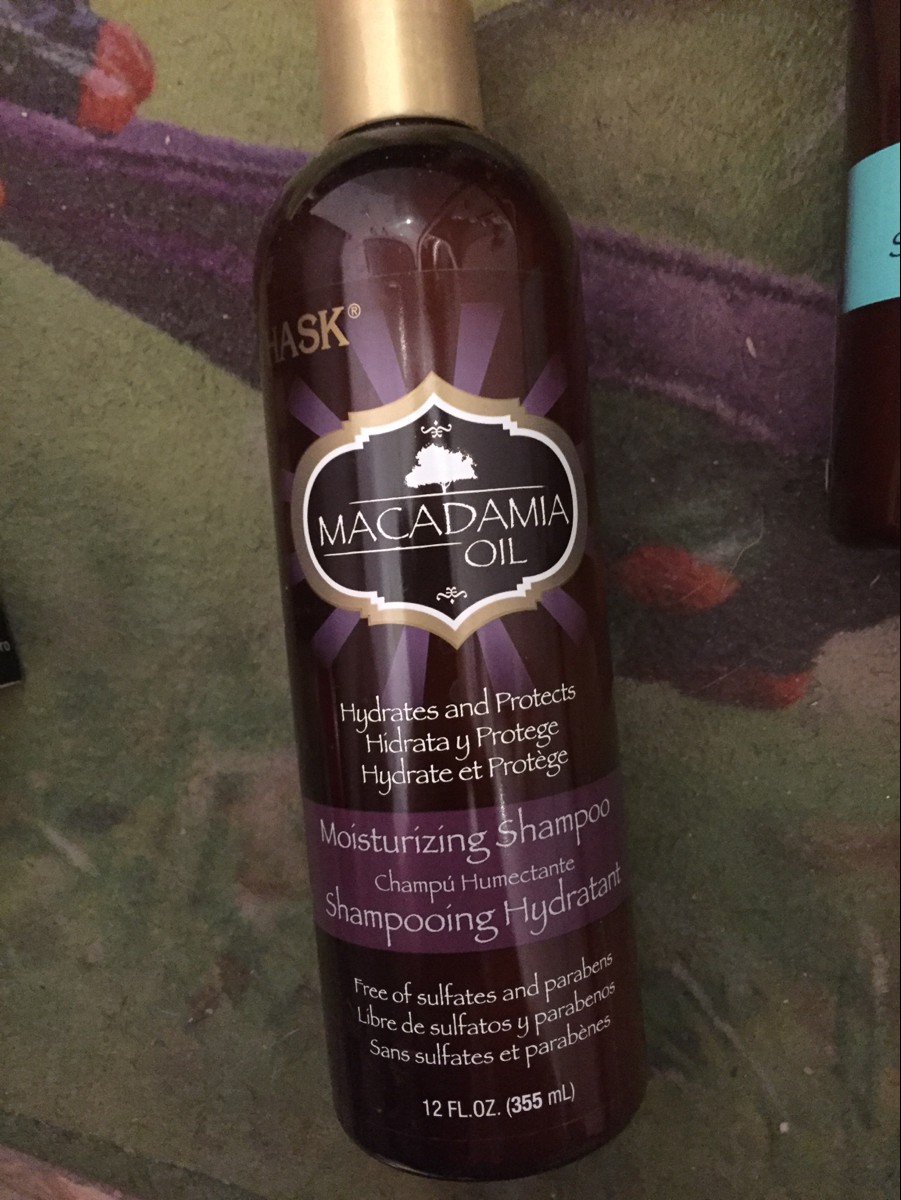 HASK®
MACADAMIA
OIL
Hydrates and Protects
Hidrata y Protege
Hydrate et Protège
Moisturizing Shampoo
Champú Humectante
Shampooing Hydratant
Free of sulfates and parabens
Libre de sulfatos y parabenos
Sans sulfates et parabènes
12 FL.OZ. (355 mL)